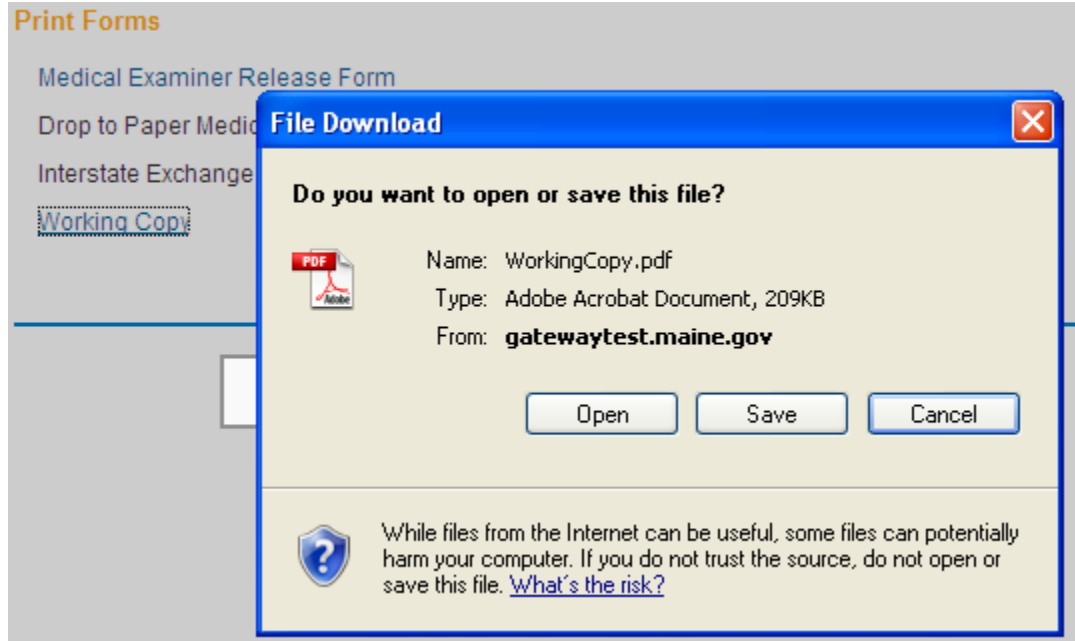 Print Forms
Medical Examiner Release Form
Drop to Paper Medic
Interstate Exchange
Working Copy
File Download
Do you want to open or save this file?
PDF
Adobe
Name: WorkingCopy.pdf
Type: Adobe Acrobat Document, 209KB
From: gatewaytest.maine.gov
Open Save Cancel
While files from the Internet can be useful, some files can potentially
harm your computer. If you do not trust the source, do not open or
save this file. What's the risk?